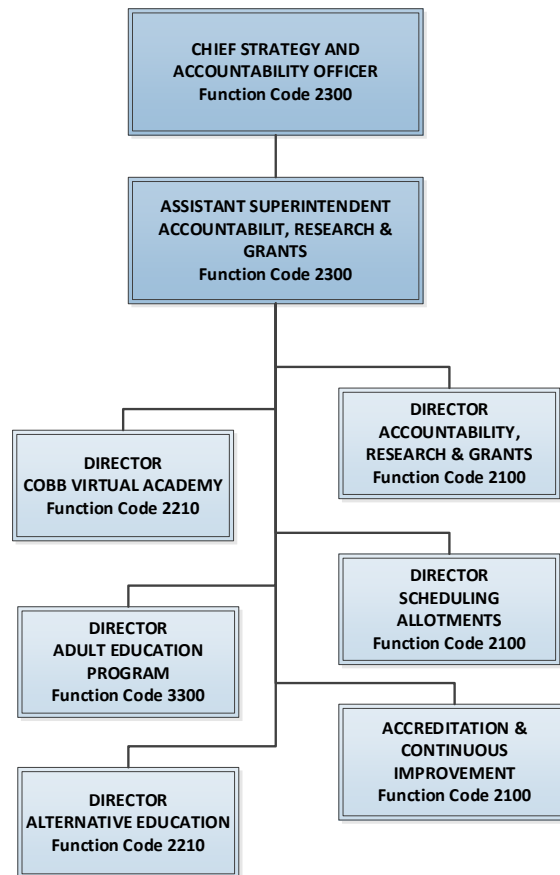 CHIEF STRATEGY AND
ACCOUNTABILITY OFFICER
Function Code 2300
ASSISTANT SUPERINTENDENT
ACCOUNTABILIT, RESEARCH &
GRANTS
Function Code 2300
DIRECTOR
ACCOUNTABILITY,
RESEARCH & GRANTS
Function Code 2100
DIRECTOR
COBB VIRTUAL ACADEMY
Function Code 2210
DIRECTOR
SCHEDULING
ALLOTMENTS
Function Code 2100
DIRECTOR
ADULT EDUCATION
PROGRAM
Function Code 3300
ACCREDITATION &
CONTINUOUS
IMPROVEMENT
Function Code 2100
DIRECTOR
ALTERNATIVE EDUCATION
Function Code 2210